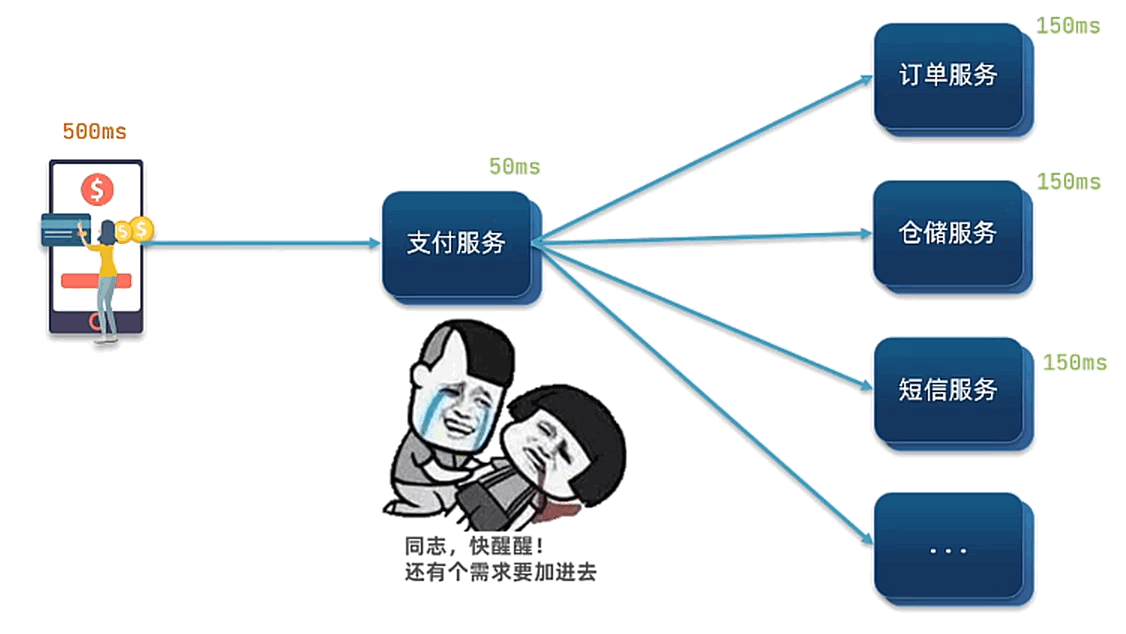 500ms
$
$
$
50ms
支付服务
150ms
订单服务
150ms
仓储服务
150ms
短信服务
...
同志，快醒醒！
还有个需求要加进去